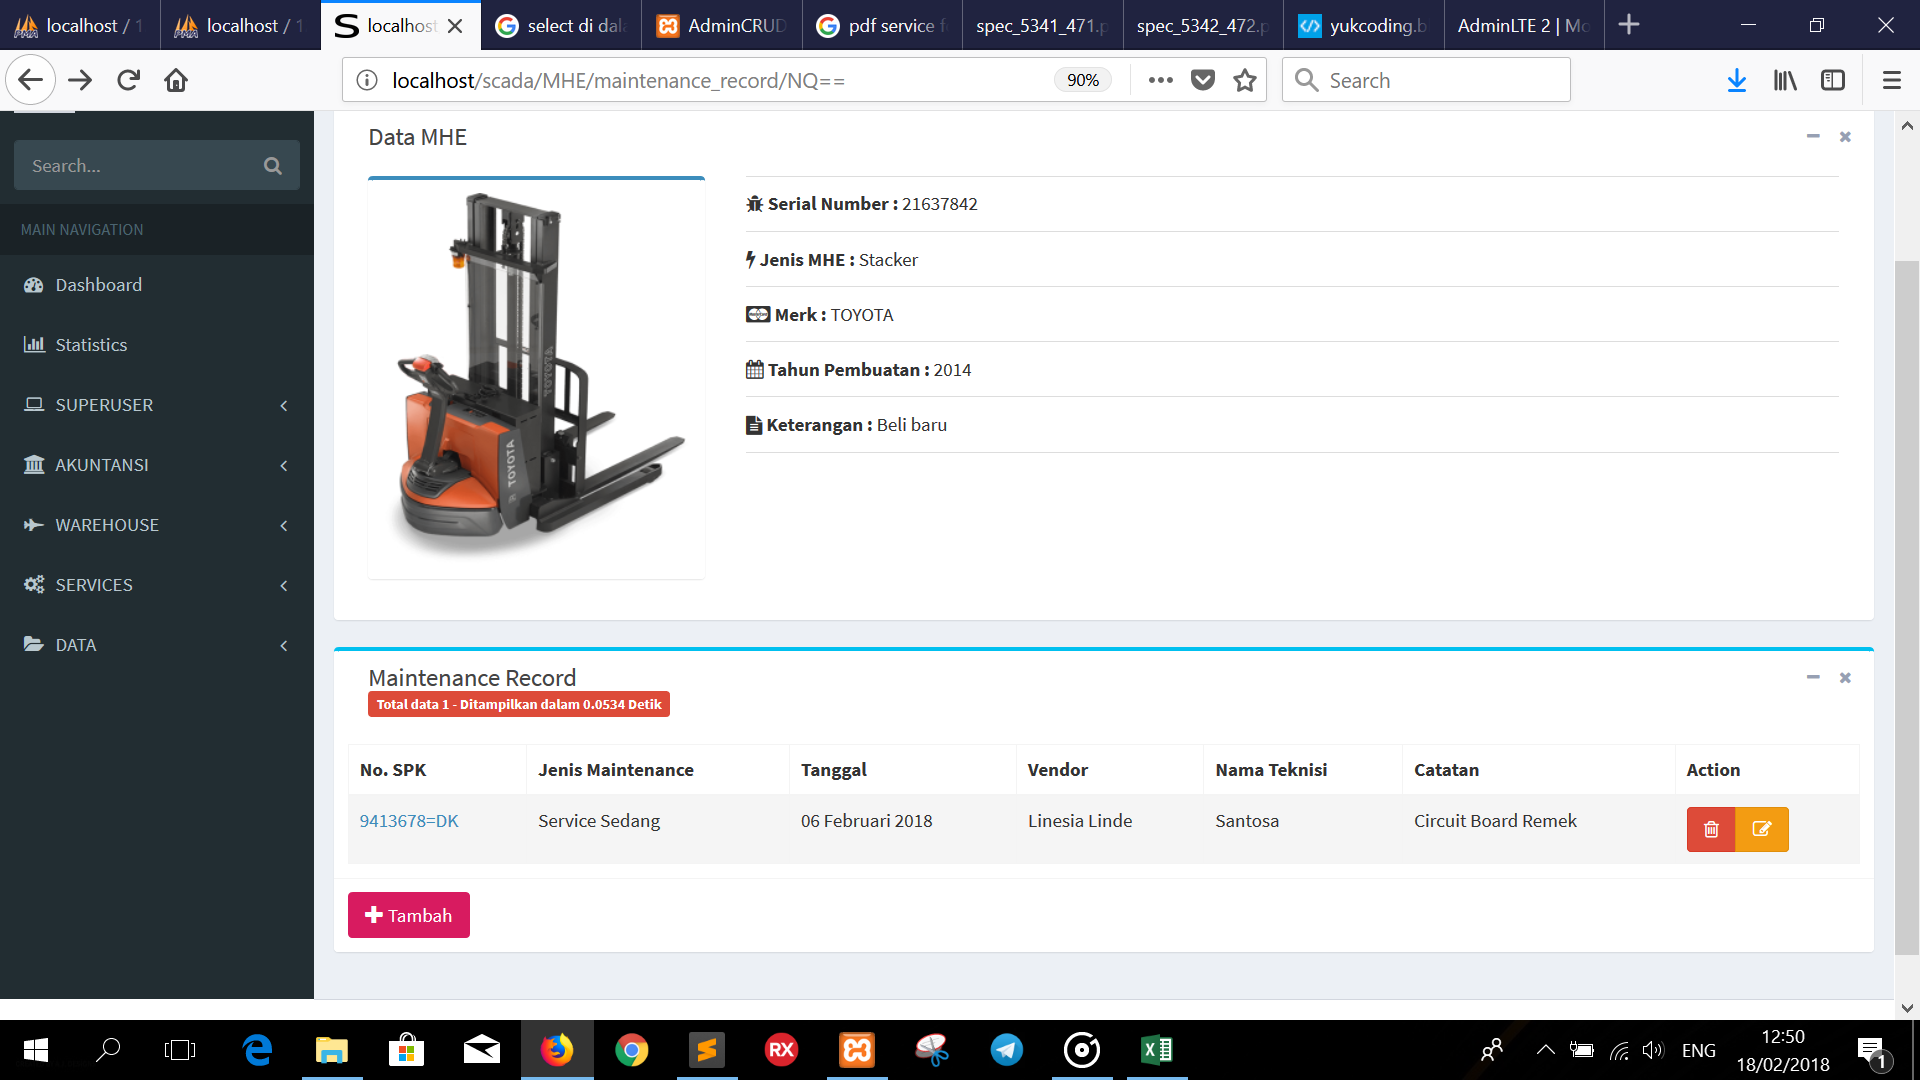 localhost / 1
localhost / 1
localhost
select di dal
AdminCRUD
pdf service f
spec_5341_471.p
spec_5342_472.p
yukcoding.b
AdminLTE 2 | Mo
localhost/scada/MHE/maintenance_record/NQ==
90%
Search
Search...
MAIN NAVIGATION
Dashboard
Statistics
SUPERUSER
AKUNTANSI
WAREHOUSE
SERVICES
DATA
Data MHE
TOYOTA
TOYOTA
Serial Number : 21637842
Jenis MHE : Stacker
Merk : TOYOTA
Tahun Pembuatan : 2014
Keterangan : Beli baru
Maintenance Record
Total data 1 - Ditampilkan dalam 0.0534 Detik
No. SPK Jenis Maintenance Tanggal Vendor Nama Teknisi Catatan Action
9413678=DK Service Sedang 06 Februari 2018 Linesia Linde Santosa Circuit Board Remek
Tambah
RX
ENG
12:50
18/02/2018
1